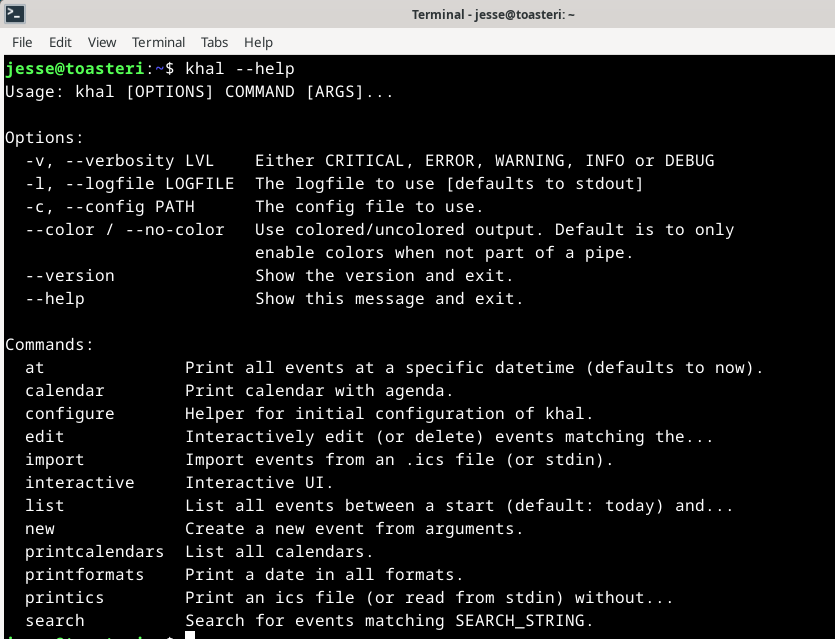 Terminal - jesse@toasteri: ~
File Edit View Terminal Tabs Help
jesse@toasteri:~$ khal --help
Usage: khal [OPTIONS] COMMAND [ARGS]...
Options:
-v, --verbosity LVL Either CRITICAL, ERROR, WARNING, INFO or DEBUG
-l, --logfile LOGFILE The logfile to use [defaults to stdout]
-c, --config PATH The config file to use.
--color / --no-color Use colored/uncolored output. Default is to only
enable colors when not part of a pipe.
--version Show the version and exit.
--help Show this message and exit.
Commands:
at Print all events at a specific datetime (defaults to now).
calendar Print calendar with agenda.
configure Helper for initial configuration of khal.
edit Interactively edit (or delete) events matching the...
import Import events from an .ics file (or stdin).
interactive Interactive UI.
list List all events between a start (default: today) and...
new Create a new event from arguments.
printcalendars List all calendars.
printformats Print a date in all formats.
printics Print an ics file (or read from stdin) without...
search Search for events matching SEARCH_STRING.